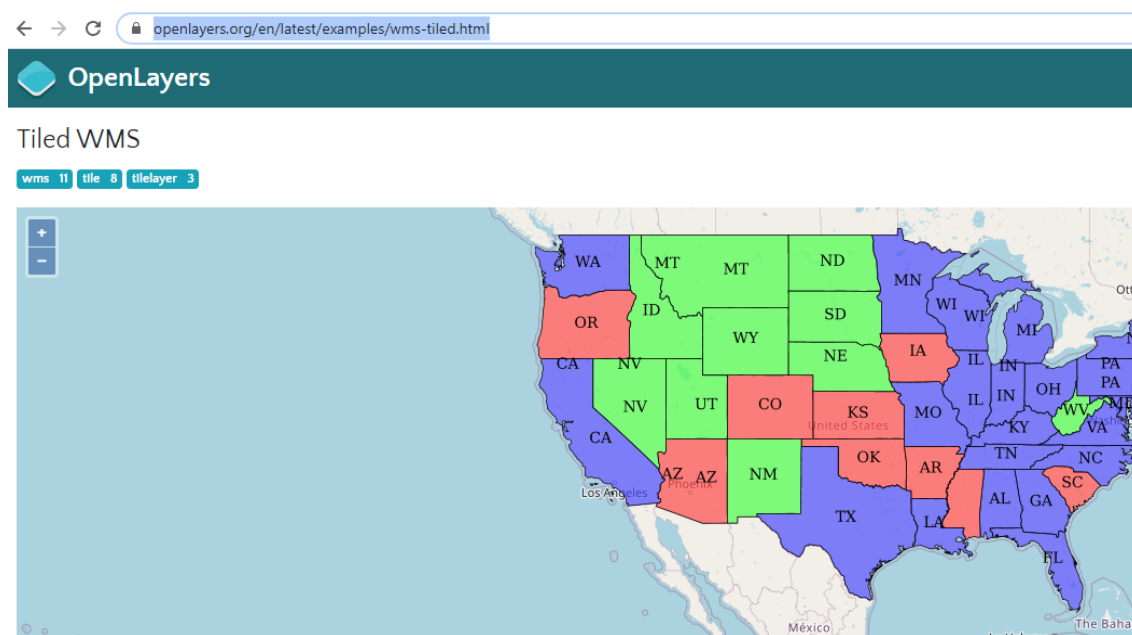 openlayers.org/en/latest/examples/wms-tiled.html
OpenLayers
Tiled WMS
wms 11 tile 8 tilelayer 3
+
−
WA MT MT ND MN
OR ID SD WI WI MI
WY NE IA
CA NV IL IN PA
NV UT CO KS MO IL IN OH PA
United States
CA KY WV VA
AZ AZ NM OK AR TN NC
Los Angeles Phoenix SC
TX LA AL GA
FL
México
The Baha